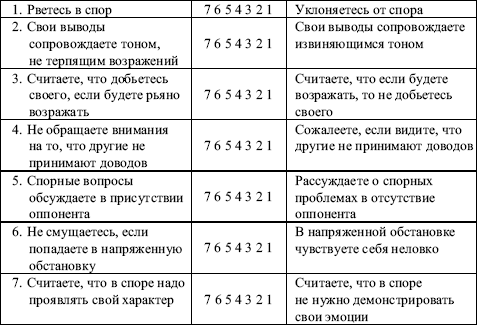 1. Рветесь в спор 7 6 5 4 3 2 1 Уклоняетесь от спора
2. Свои выводы Свои выводы сопровождаете
сопровождаете тоном, 7 6 5 4 3 2 1 извиняющимся тоном
не терпящим возражений
3. Считаете, что добьетесь Считаете, что если будете
своего, если будете рьяно 7 6 5 4 3 2 1 возражать, то не добьетесь
возражать своего
4. Не обращаете внимания Сожалеете, если видите, что
на то, что другие не 7 6 5 4 3 2 1 другие не принимают доводов
принимают доводов
5. Спорные вопросы Рассуждаете о спорных
обсуждаете в присутствии 7 6 5 4 3 2 1 проблемах в отсутствие
оппонента оппонента
6. Не смущаетесь, если В напряженной обстановке
попадаете в напряженную 7 6 5 4 3 2 1 чувствуете себя неловко
обстановку
7. Считаете, что в споре надо Считаете, что в споре
проявлять свой характер 7 6 5 4 3 2 1 не нужно демонстрировать
свои эмоции